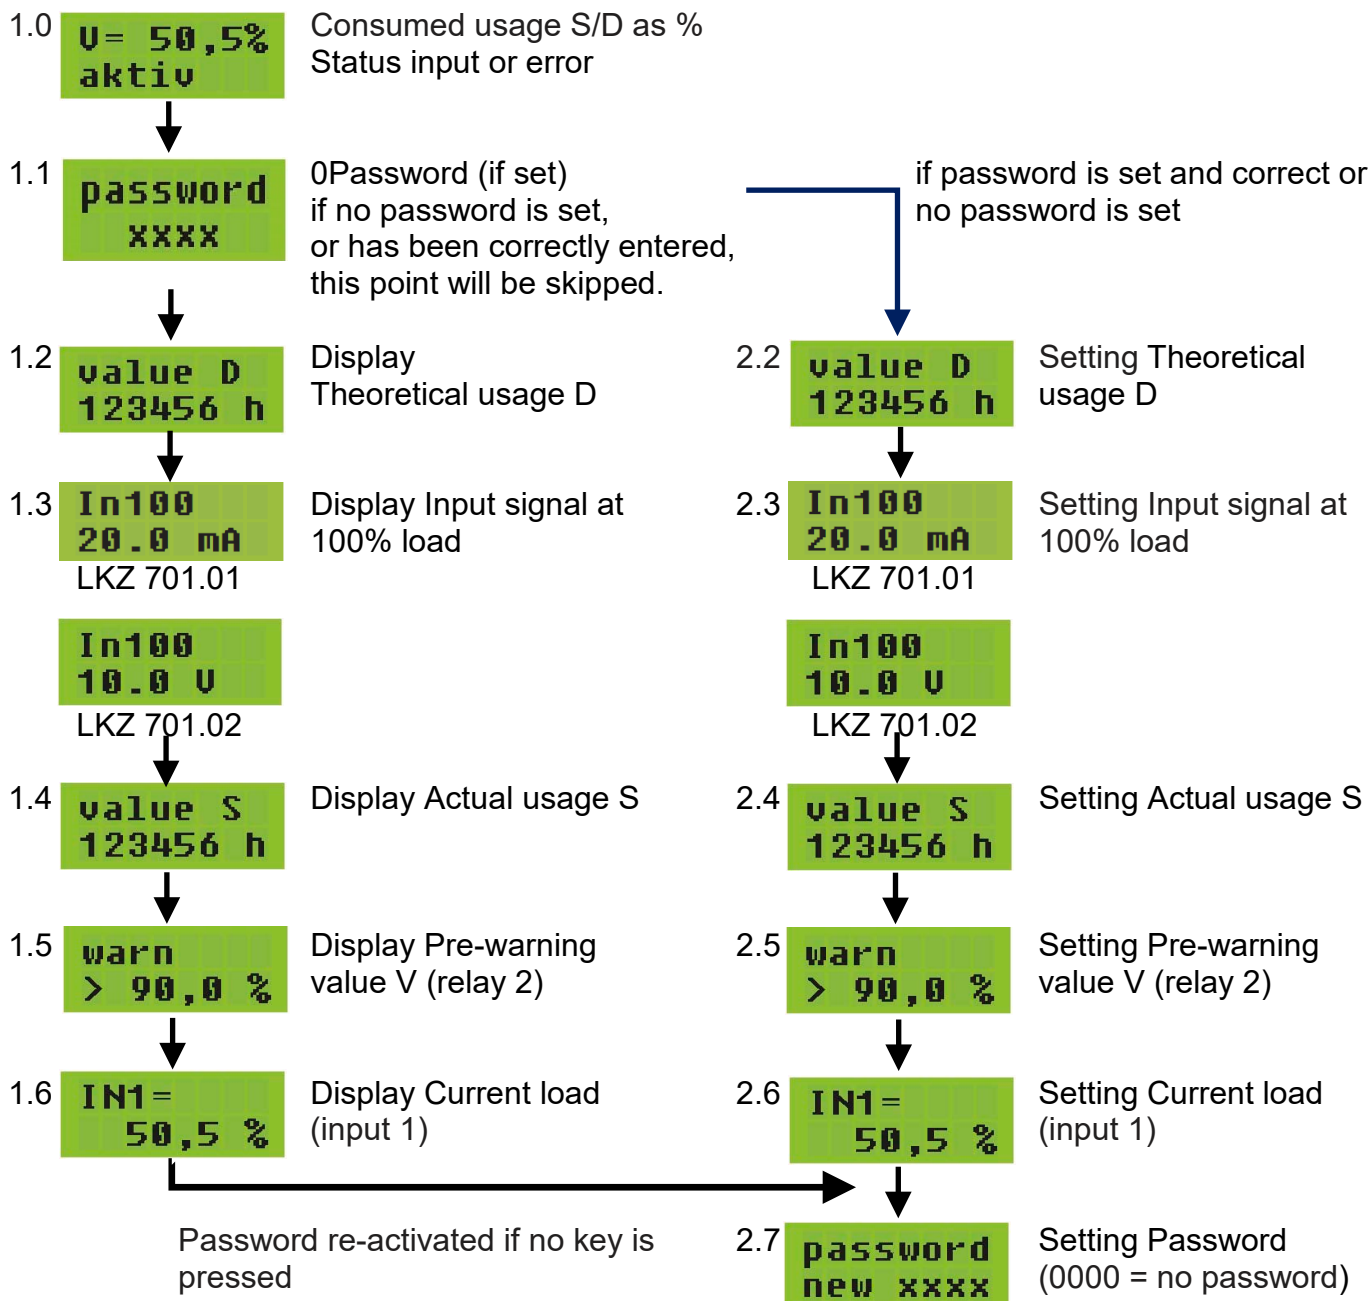 1.0
V= 50,5%
aktiv
Consumed usage S/D as %
Status input or error
1.1
password
xxxx
0Password (if set)
if no password is set,
or has been correctly entered,
this point will be skipped.
if password is set and correct or
no password is set
1.2
value D
123456 h
Display
Theoretical usage D
2.2
value D
123456 h
Setting Theoretical
usage D
1.3
In100
20.0 mA
LKZ 701.01
Display Input signal at
100% load
2.3
In100
20.0 mA
LKZ 701.01
Setting Input signal at
100% load
In100
10.0 V
LKZ 701.02
In100
10.0 V
LKZ 701.02
1.4
value S
123456 h
Display Actual usage S
2.4
value S
123456 h
Setting Actual usage S
1.5
warn
> 90,0 %
Display Pre-warning
value V (relay 2)
2.5
warn
> 90,0 %
Setting Pre-warning
value V (relay 2)
1.6
IN1=
50,5 %
Display Current load
(input 1)
2.6
IN1=
50,5 %
Setting Current load
(input 1)
Password re-activated if no key is
pressed
2.7
password
new xxxx
Setting Password
(0000 = no password)